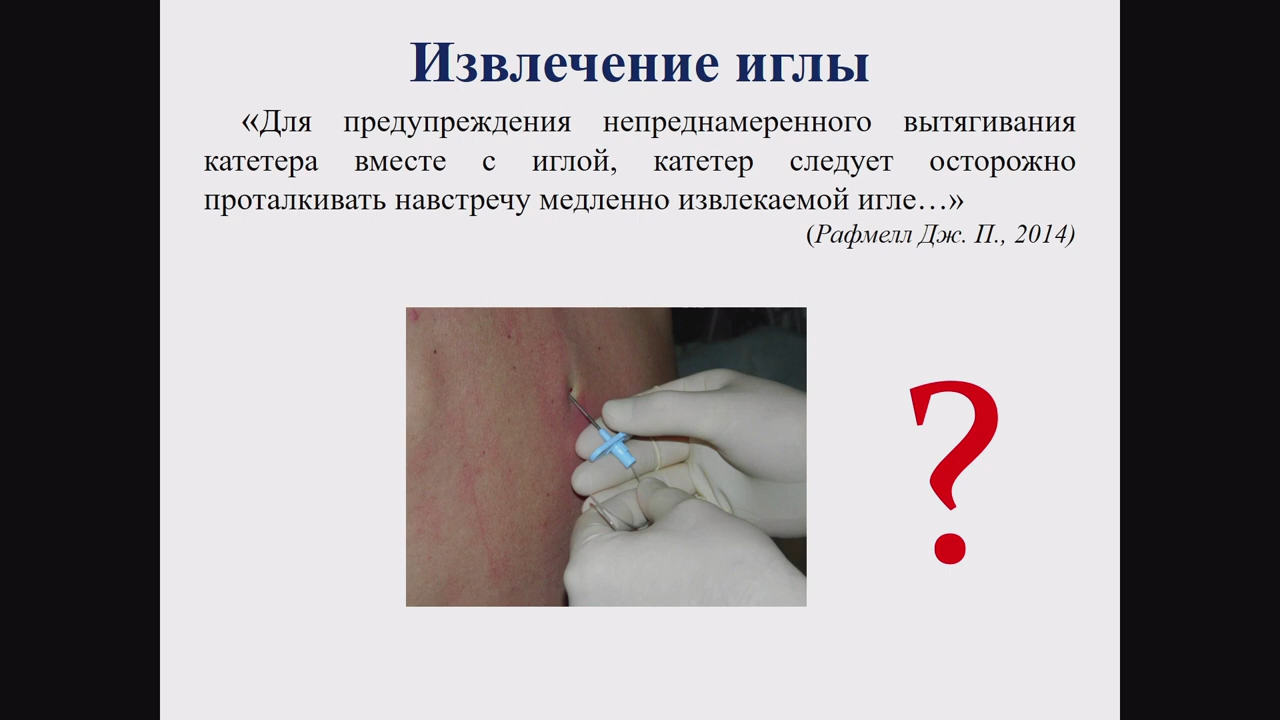 Извлечение иглы
«Для предупреждения непреднамеренного вытягивания
катетера вместе с иглой, катетер следует осторожно
проталкивать навстречу медленно извлекаемой игле…»
(Рафмелл Дж. П., 2014)
?